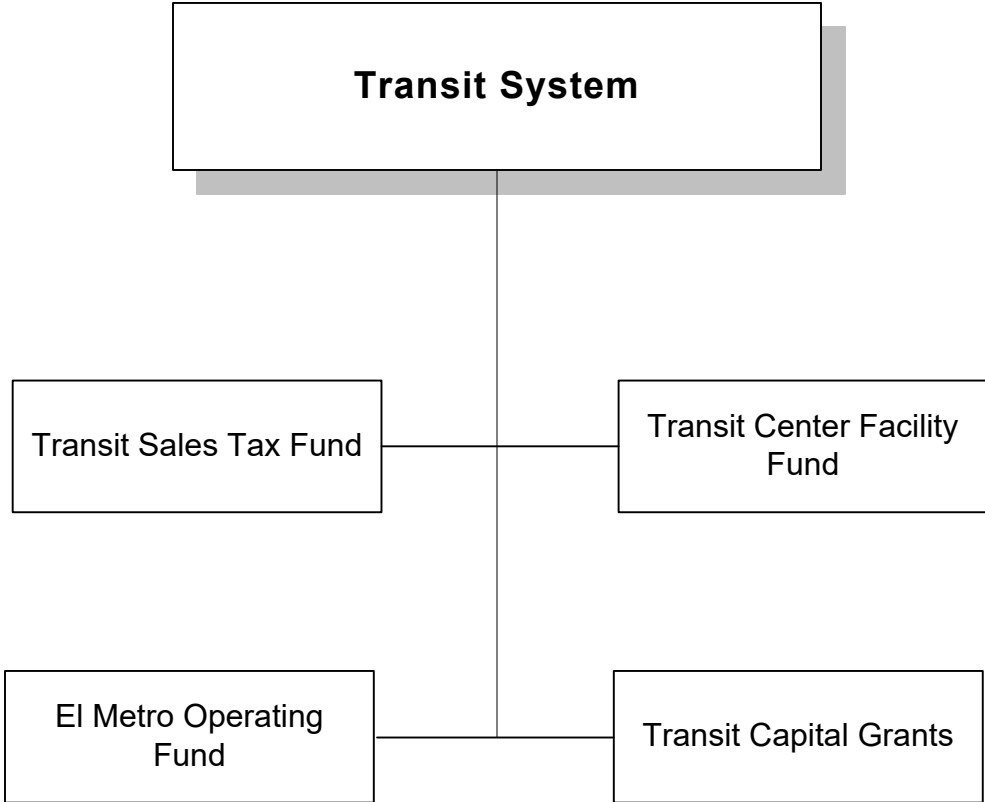 Transit System
Transit Sales Tax Fund
Transit Center Facility
Fund
El Metro Operating
Fund
Transit Capital Grants